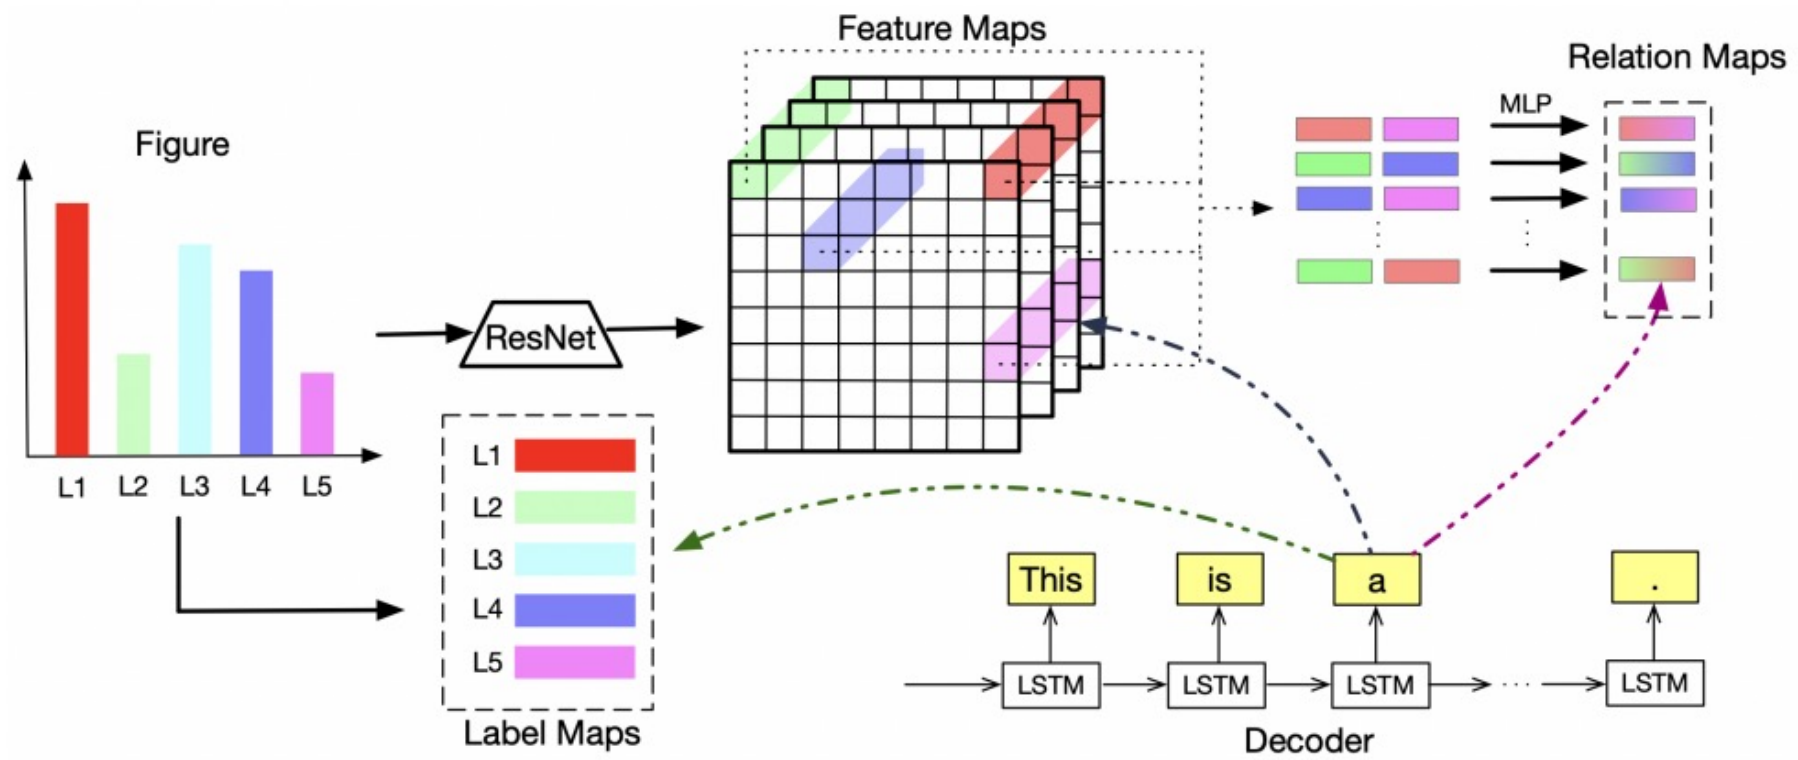 Feature Maps
Relation Maps
MLP
Figure
ResNet
L1 L2 L3 L4 L5
L1
L2
L3
L4
L5
Label Maps
This is a .
LSTM LSTM LSTM ... LSTM
Decoder